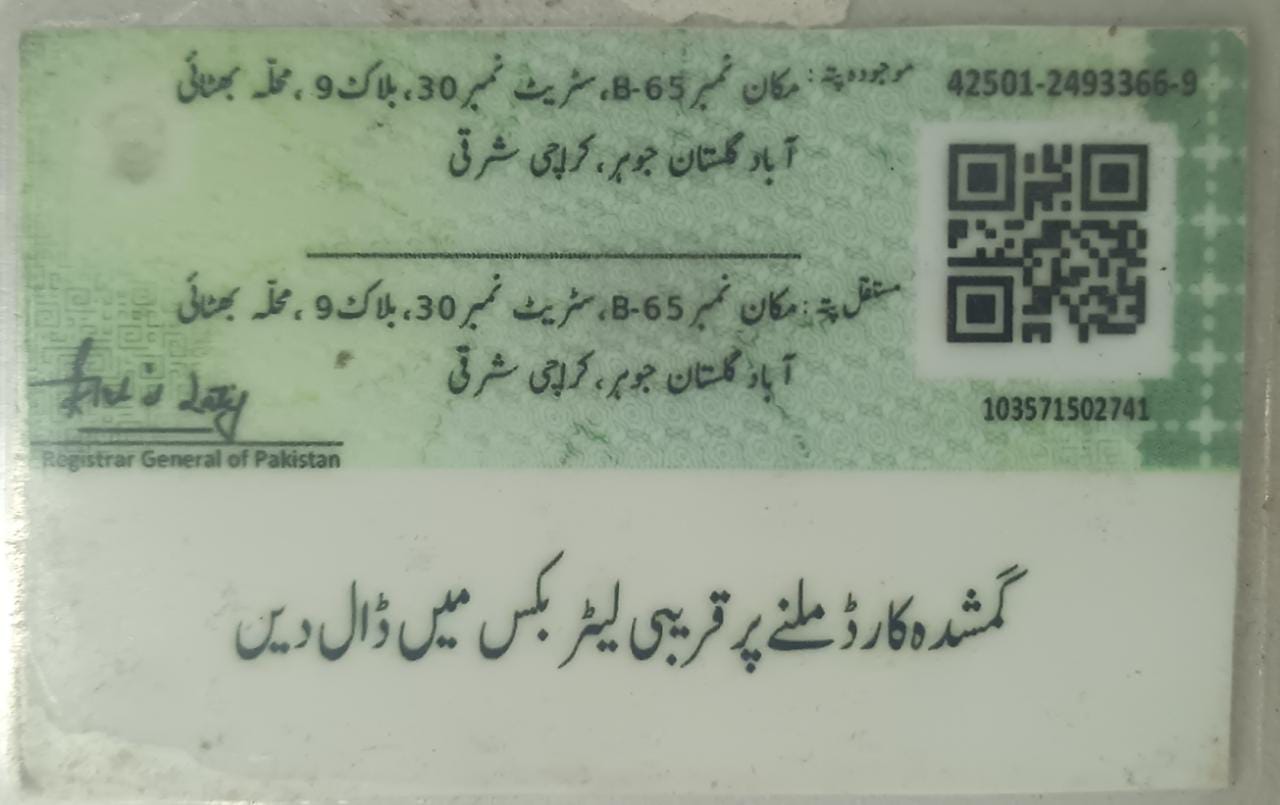 42501-2493366-9
موجودہ پتہ: مکان نمبر B-65، سٹریٹ نمبر 30، بلاک 9، محلہ بھٹائی
آباد گلستان جوہر، کراچی شرقی
مستقل پتہ: مکان نمبر B-65، سٹریٹ نمبر 30، بلاک 9، محلہ بھٹائی
آباد گلستان جوہر، کراچی شرقی
103571502741
Registrar General of Pakistan
گمشدہ کارڈ ملنے پر قریبی لیٹر بکس میں ڈال دیں